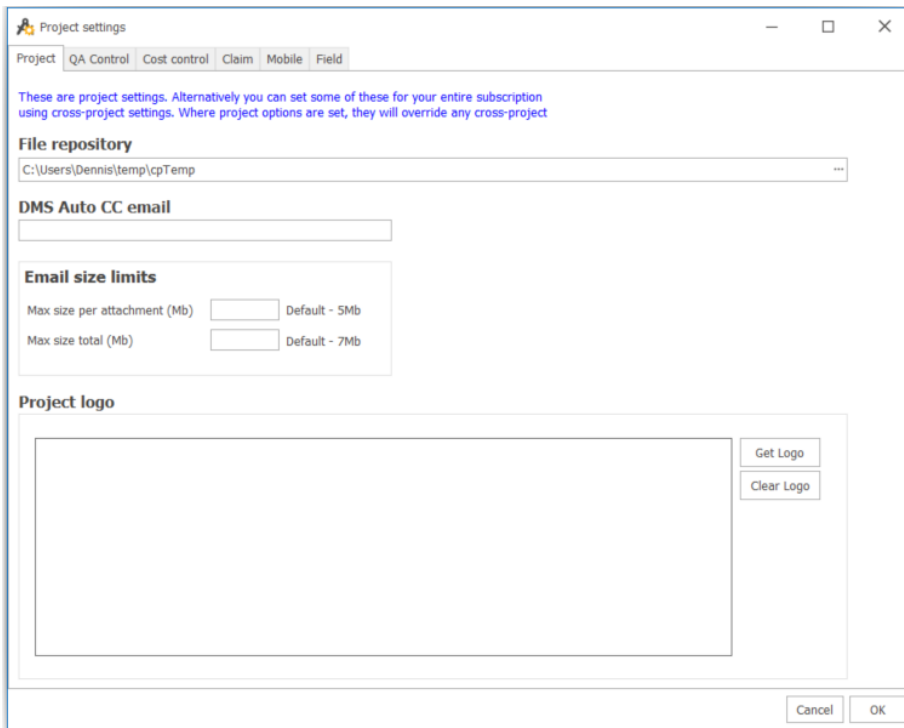 Project settings
Project QA Control Cost control Claim Mobile Field
These are project settings. Alternatively you can set some of these for your entire subscription
using cross-project settings. Where project options are set, they will override any cross-project
File repository
C:\Users\Dennis\temp\cpTemp ...
DMS Auto CC email
Email size limits
Max size per attachment (Mb) Default - 5Mb
Max size total (Mb) Default - 7Mb
Project logo
Get Logo
Clear Logo
Cancel OK